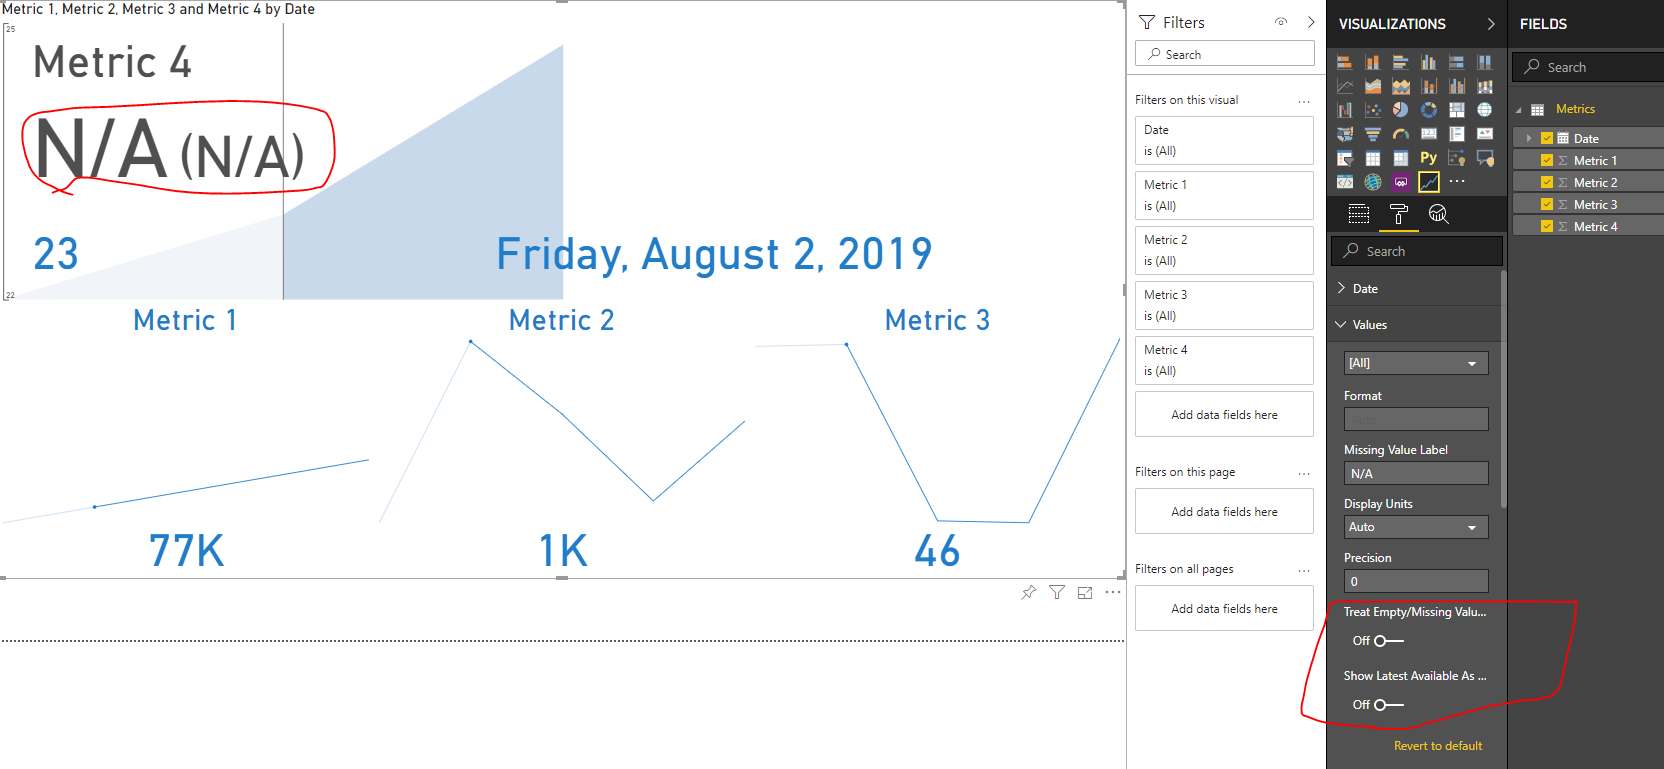 Metric 1, Metric 2, Metric 3 and Metric 4 by Date
25
Metric 4
N/A (N/A)
23
Friday, August 2, 2019
22
Metric 1
Metric 2
Metric 3
77K
1K
46
Filters
Search
Filters on this visual
...
Date
is (All)
Metric 1
is (All)
Metric 2
is (All)
Metric 3
is (All)
Metric 4
is (All)
Add data fields here
Filters on this page
...
Add data fields here
Filters on all pages
...
Add data fields here
VISUALIZATIONS
123
Py
...
Search
Date
Values
[All]
Format
Auto
Missing Value Label
N/A
Display Units
Auto
Precision
0
Treat Empty/Missing Valu...
Off
Show Latest Available As ...
Off
Revert to default
FIELDS
Search
Metrics
Date
Metric 1
Metric 2
Metric 3
Metric 4